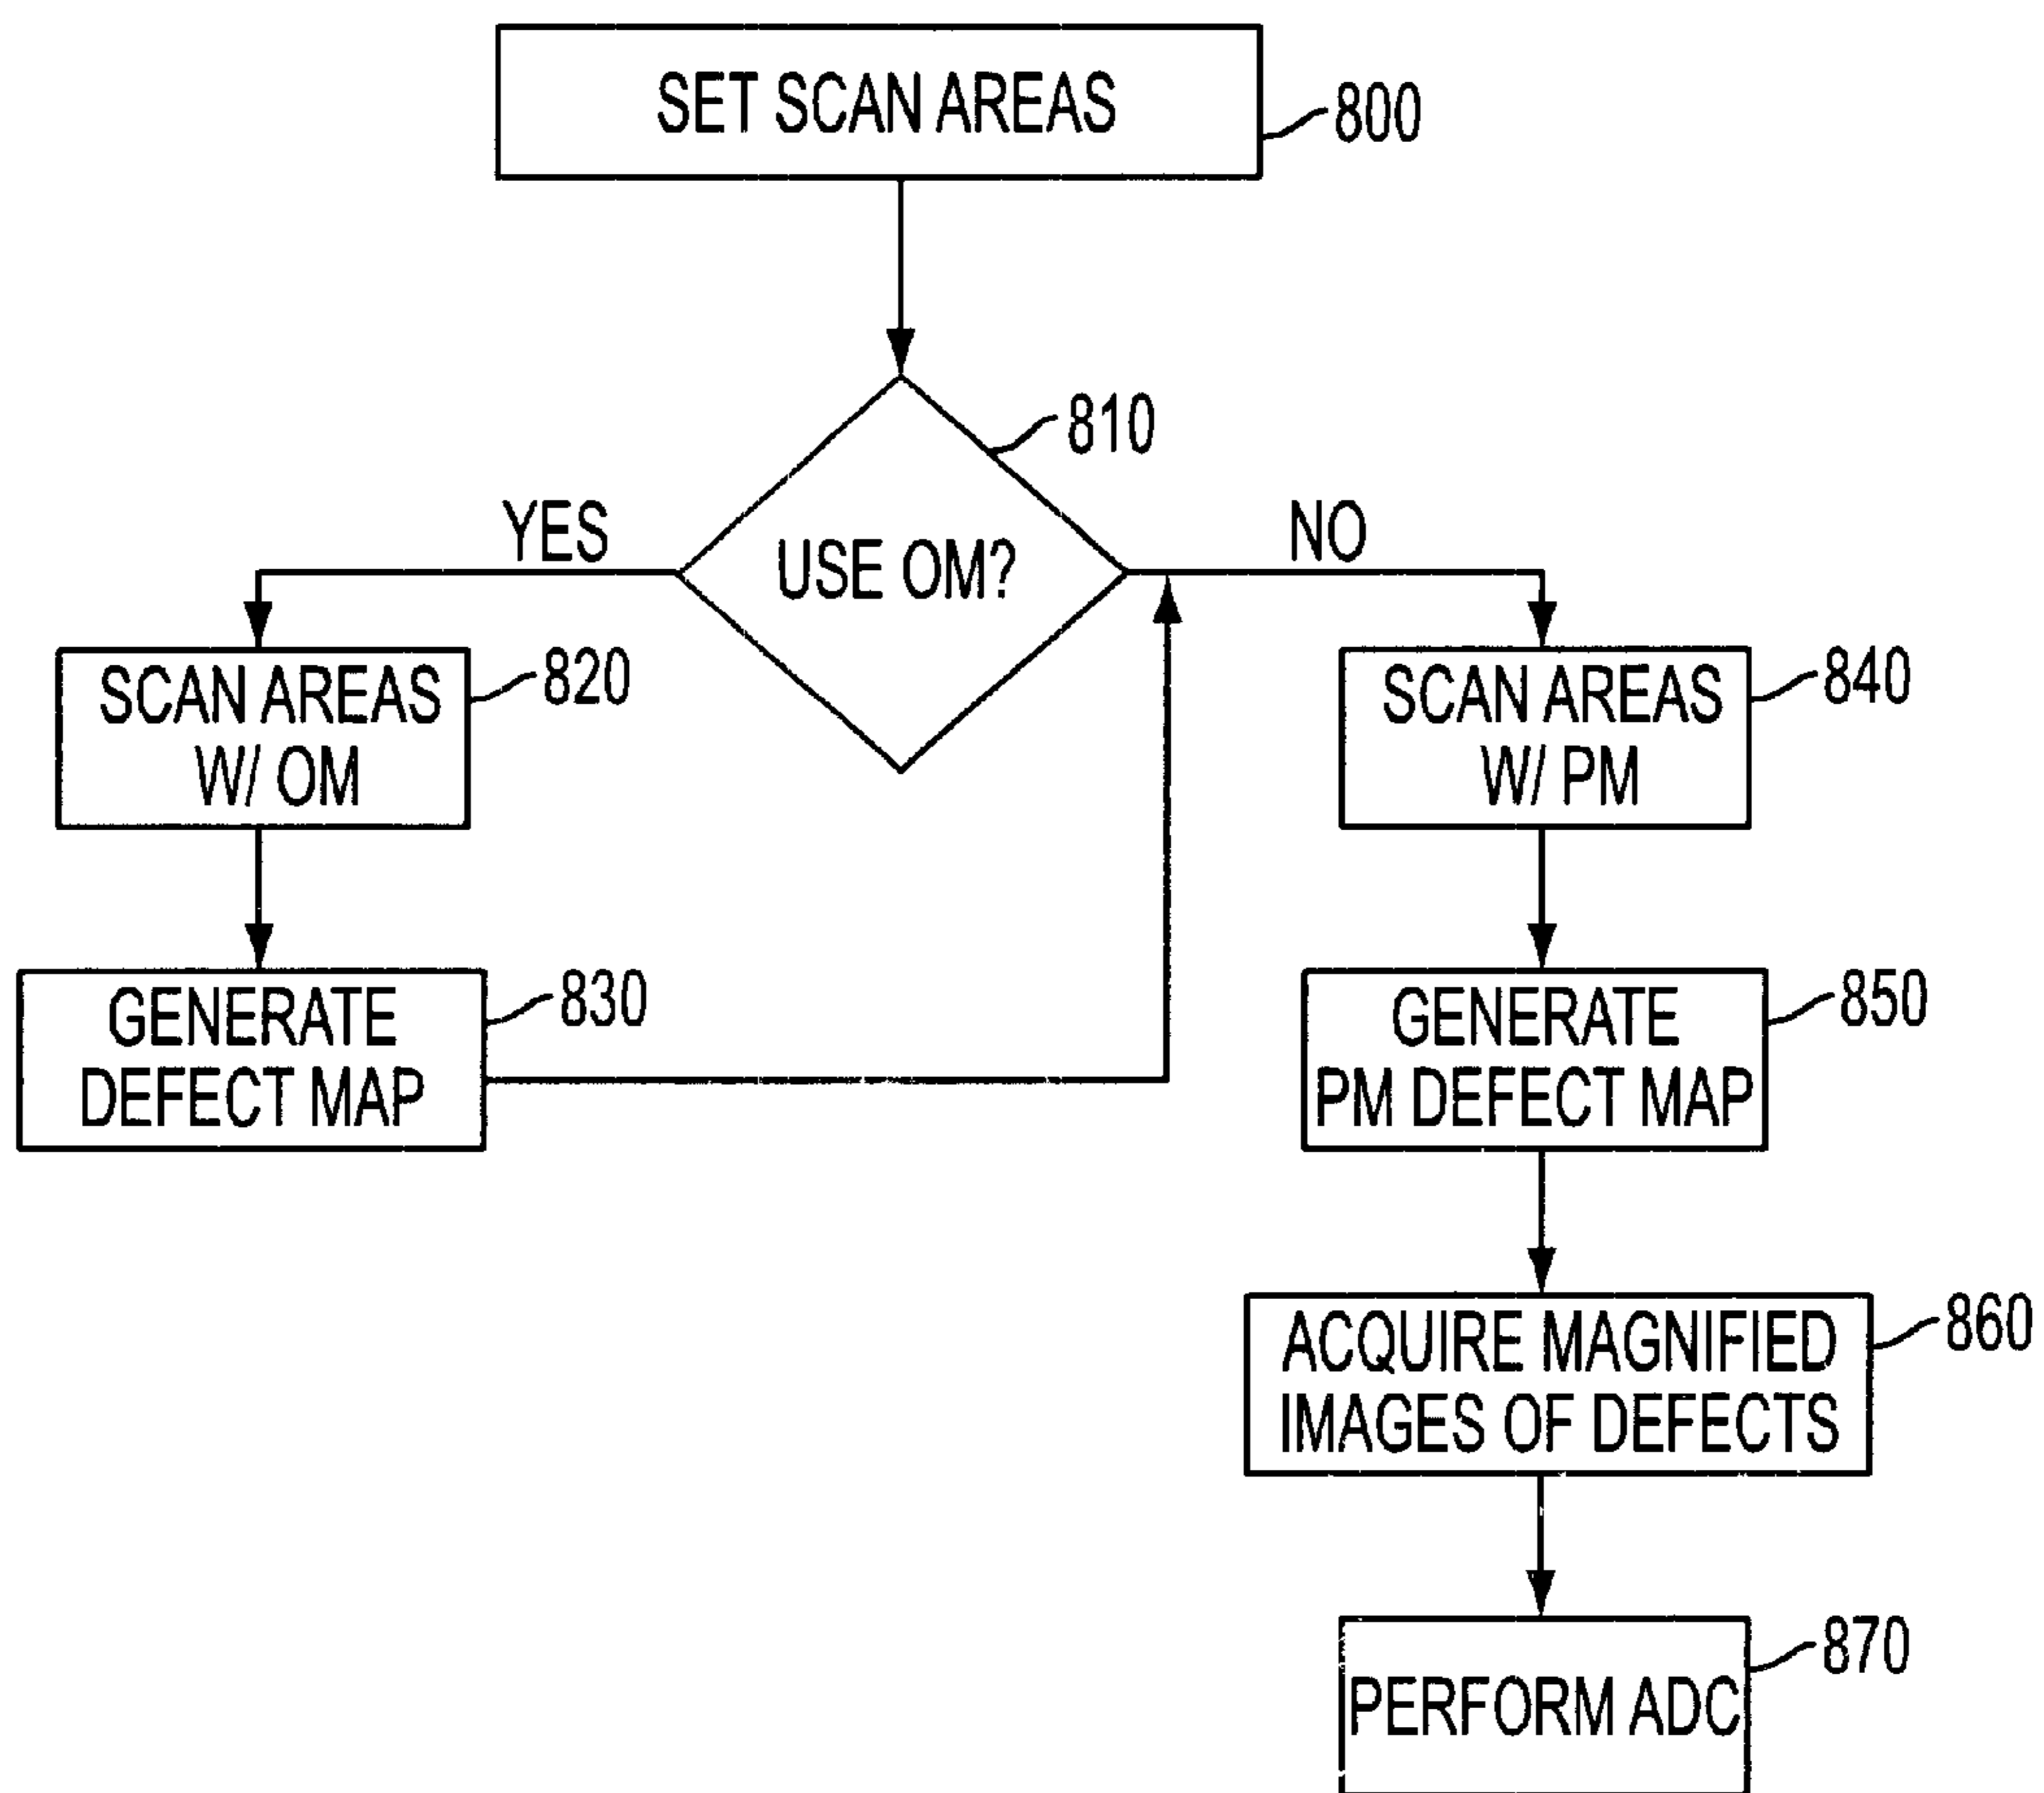 SET SCAN AREAS
800
810
YES
USE OM?
NO
SCAN AREAS
W/ OM
820
SCAN AREAS
W/ PM
840
GENERATE
DEFECT MAP
830
GENERATE
PM DEFECT MAP
850
ACQUIRE MAGNIFIED
IMAGES OF DEFECTS
860
PERFORM ADC
870